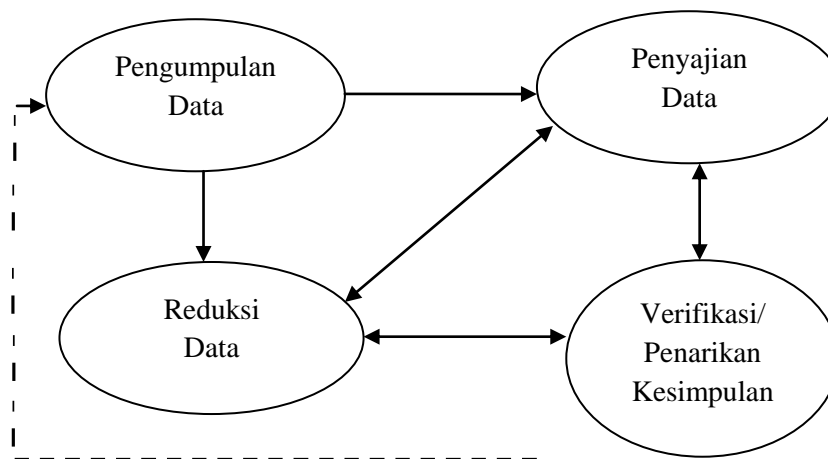 Pengumpulan
Data
Penyajian
Data
Reduksi
Data
Verifikasi/
Penarikan
Kesimpulan